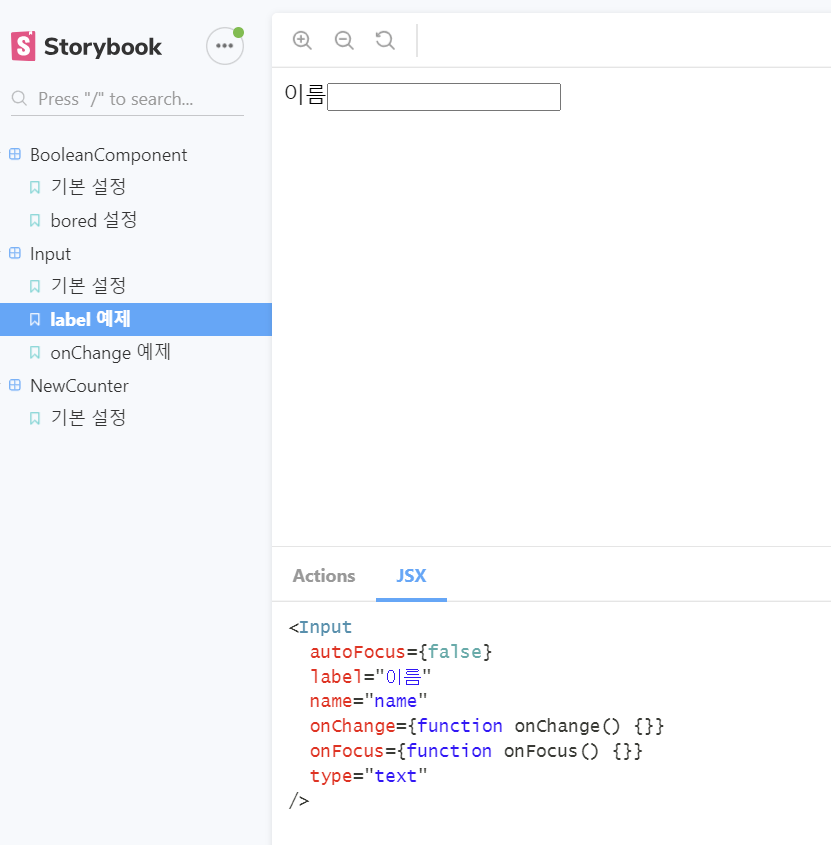 Storybook
Press "/" to search...
BooleanComponent
기본 설정
bored 설정
Input
기본 설정
label 예제
onChange 예제
NewCounter
기본 설정
이름
Actions JSX
<Input
  autoFocus={false}
  label="이름"
  name="name"
  onChange={function onChange() {}}
  onFocus={function onFocus() {}}
  type="text"
/>